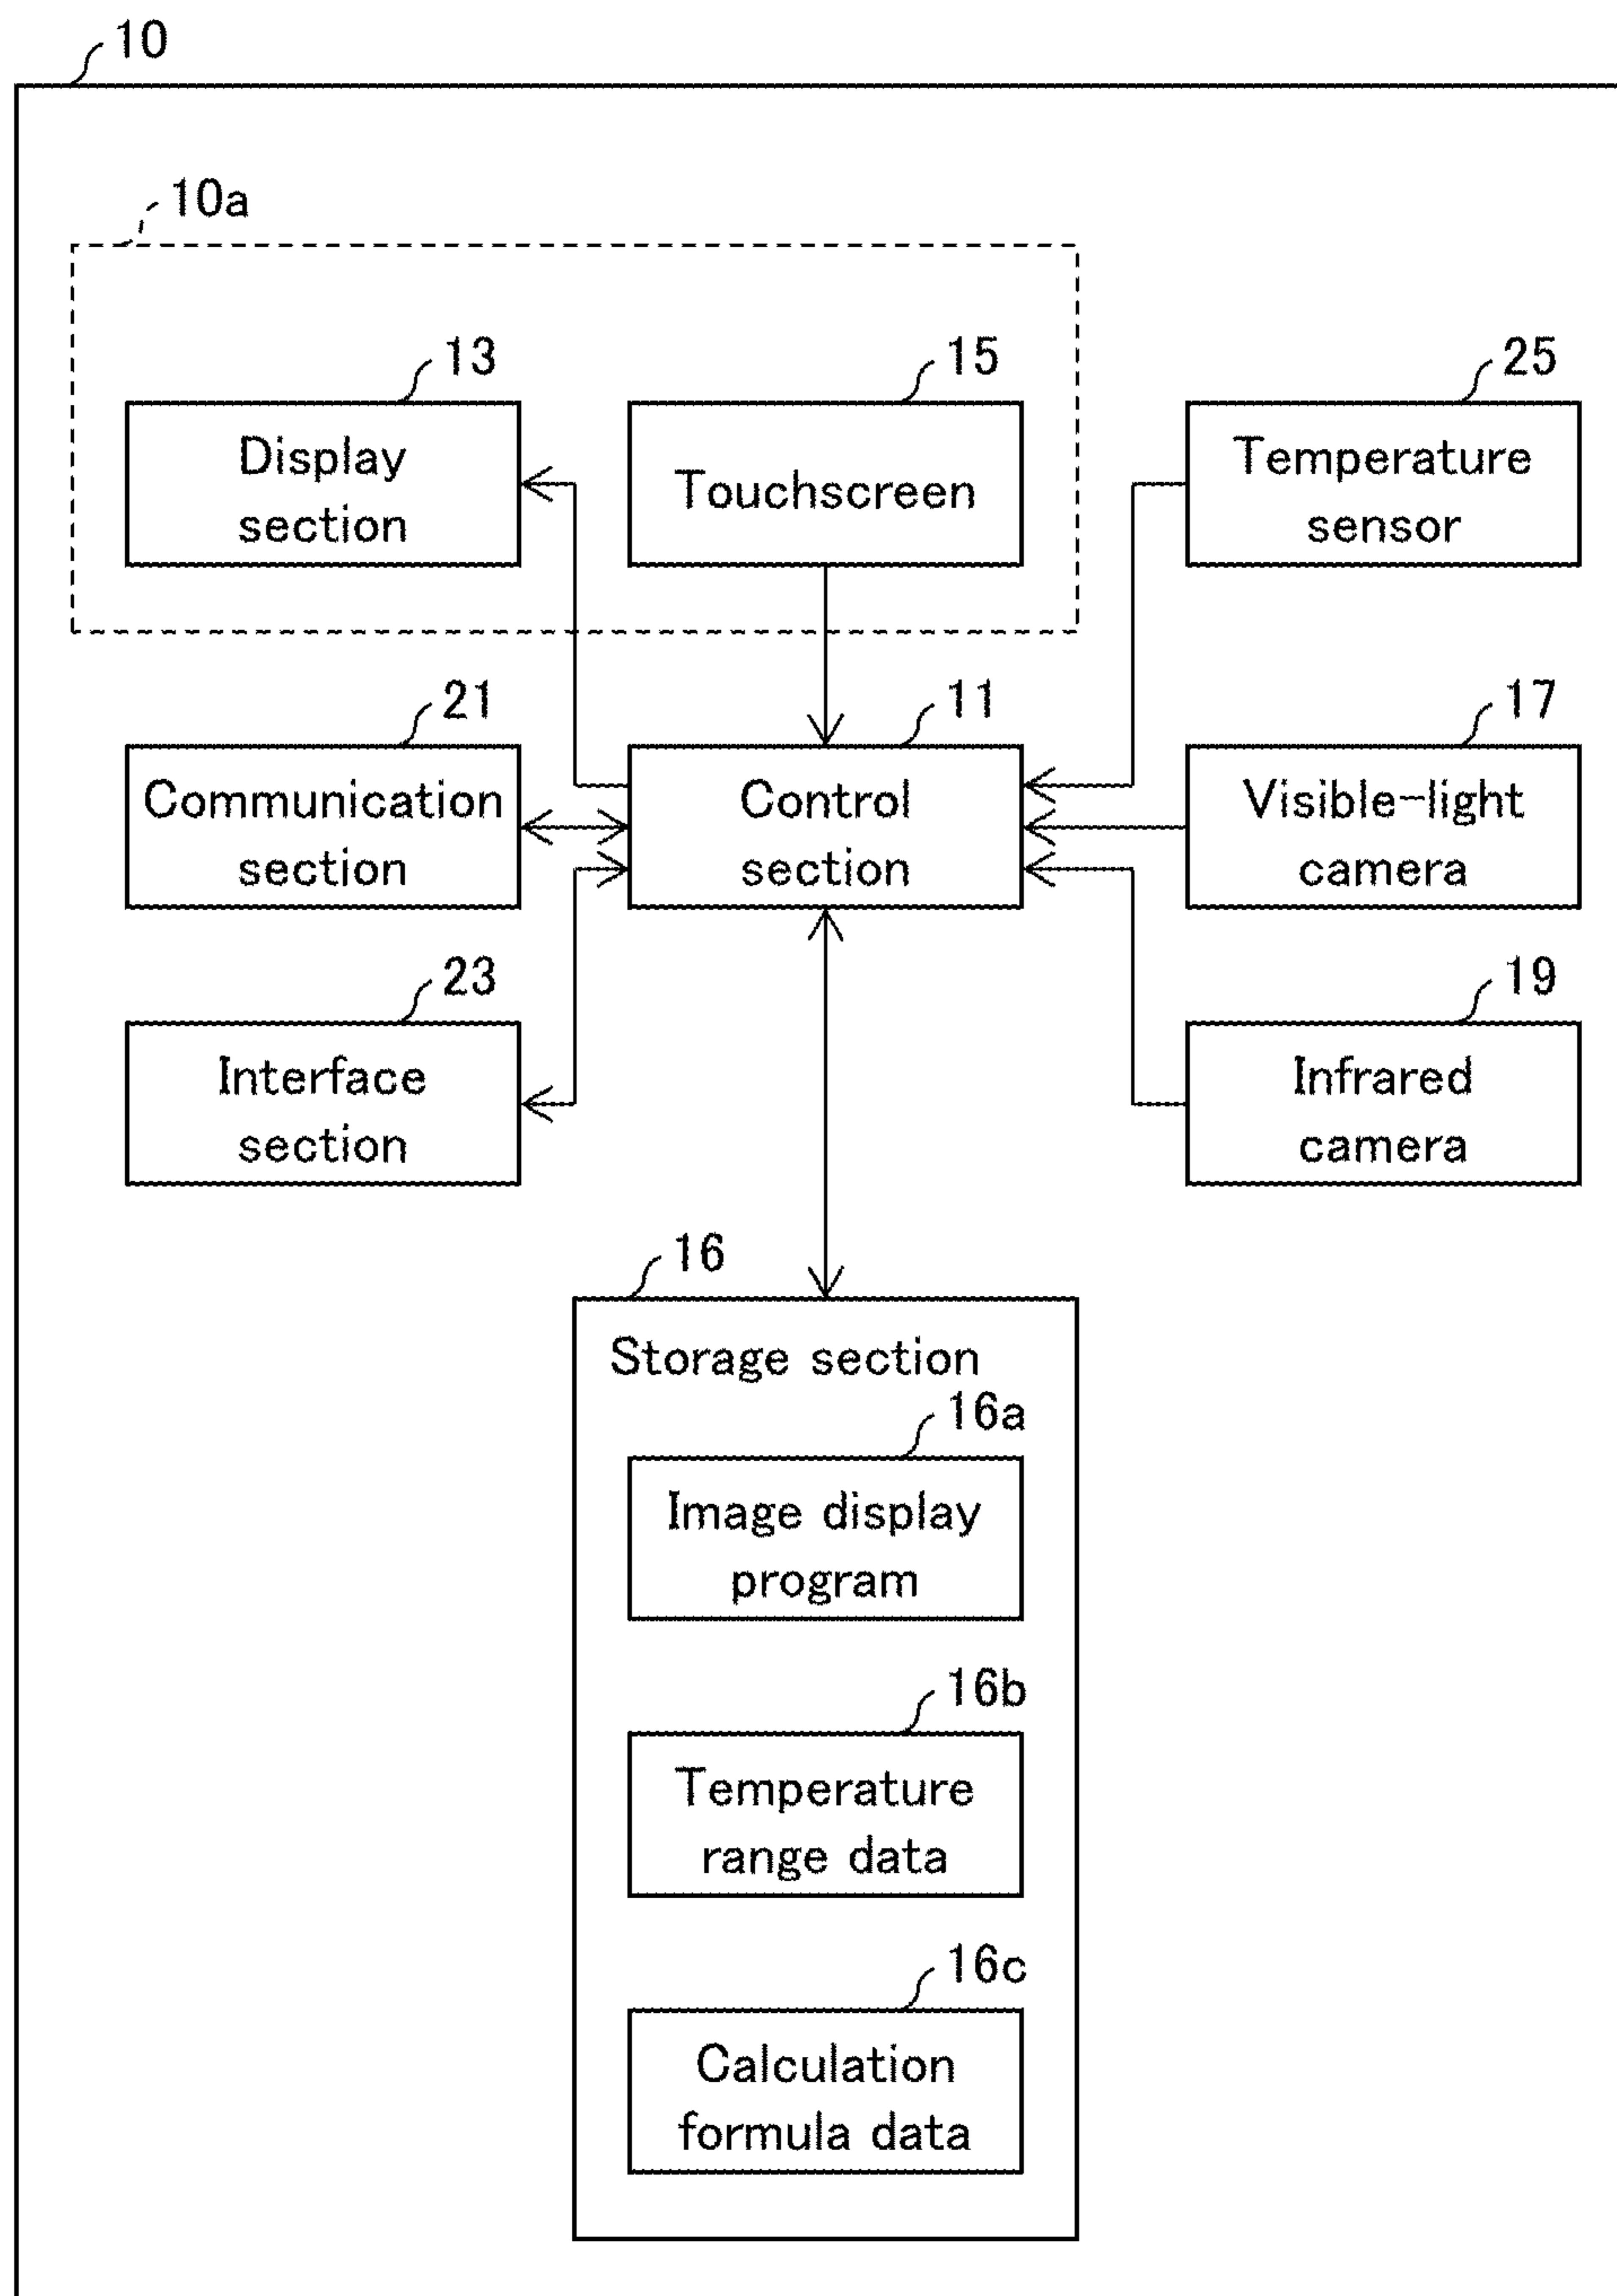 10
10a
13
Display
section
15
Touchscreen
25
Temperature
sensor
21
Communication
section
11
Control
section
17
Visible-light
camera
23
Interface
section
19
Infrared
camera
16
Storage section
16a
Image display
program
16b
Temperature
range data
16c
Calculation
formula data